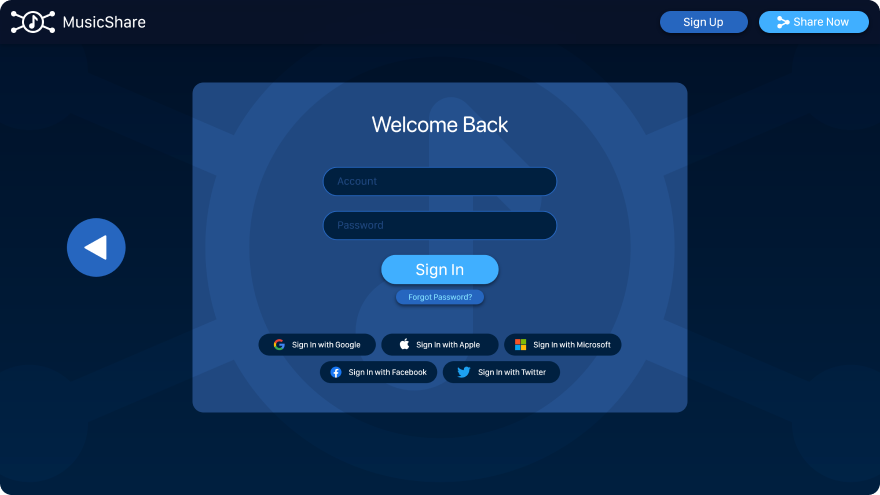 MusicShare
Sign Up
Share Now
Welcome Back
Account
Password
Sign In
Forgot Password?
Sign In with Google
Sign In with Apple
Sign In with Microsoft
Sign In with Facebook
Sign In with Twitter